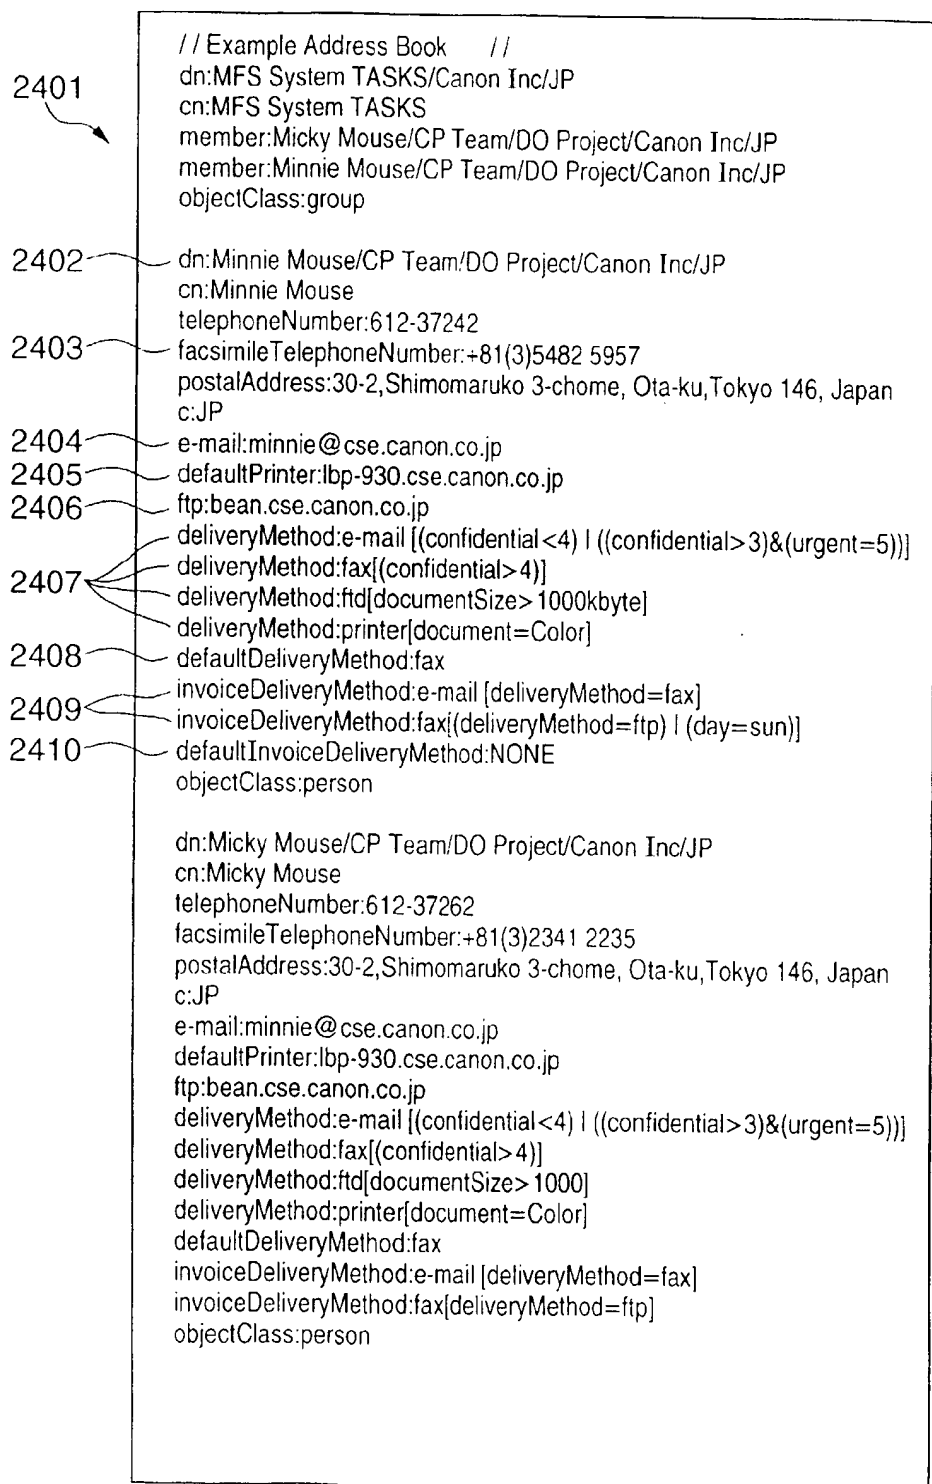 // Example Address Book //
2401
dn:MFS System TASKS/Canon Inc/JP
cn:MFS System TASKS
member:Micky Mouse/CP Team/DO Project/Canon Inc/JP
member:Minnie Mouse/CP Team/DO Project/Canon Inc/JP
objectClass:group
2402 dn:Minnie Mouse/CP Team/DO Project/Canon Inc/JP
cn:Minnie Mouse
telephoneNumber:612-37242
2403 facsimileTelephoneNumber:+81(3)5482 5957
postalAddress:30-2,Shimomaruko 3-chome, Ota-ku,Tokyo 146, Japan
c:JP
2404 e-mail:minnie@cse.canon.co.jp
2405 defaultPrinter:lbp-930.cse.canon.co.jp
2406 ftp:bean.cse.canon.co.jp
2407 deliveryMethod:e-mail [(confidential<4) | ((confidential>3)&(urgent=5))]
deliveryMethod:fax[(confidential>4)]
deliveryMethod:ftd[documentSize>1000kbyte]
deliveryMethod:printer[document=Color]
2408 defaultDeliveryMethod:fax
2409 invoiceDeliveryMethod:e-mail [deliveryMethod=fax]
invoiceDeliveryMethod:fax[(deliveryMethod=ftp) | (day=sun)]
2410 defaultInvoiceDeliveryMethod:NONE
objectClass:person
dn:Micky Mouse/CP Team/DO Project/Canon Inc/JP
cn:Micky Mouse
telephoneNumber:612-37262
facsimileTelephoneNumber:+81(3)2341 2235
postalAddress:30-2,Shimomaruko 3-chome, Ota-ku,Tokyo 146, Japan
c:JP
e-mail:minnie@cse.canon.co.jp
defaultPrinter:lbp-930.cse.canon.co.jp
ftp:bean.cse.canon.co.jp
deliveryMethod:e-mail [(confidential<4) | ((confidential>3)&(urgent=5))]
deliveryMethod:fax[(confidential>4)]
deliveryMethod:ftd[documentSize>1000]
deliveryMethod:printer[document=Color]
defaultDeliveryMethod:fax
invoiceDeliveryMethod:e-mail [deliveryMethod=fax]
invoiceDeliveryMethod:fax[deliveryMethod=ftp]
objectClass:person